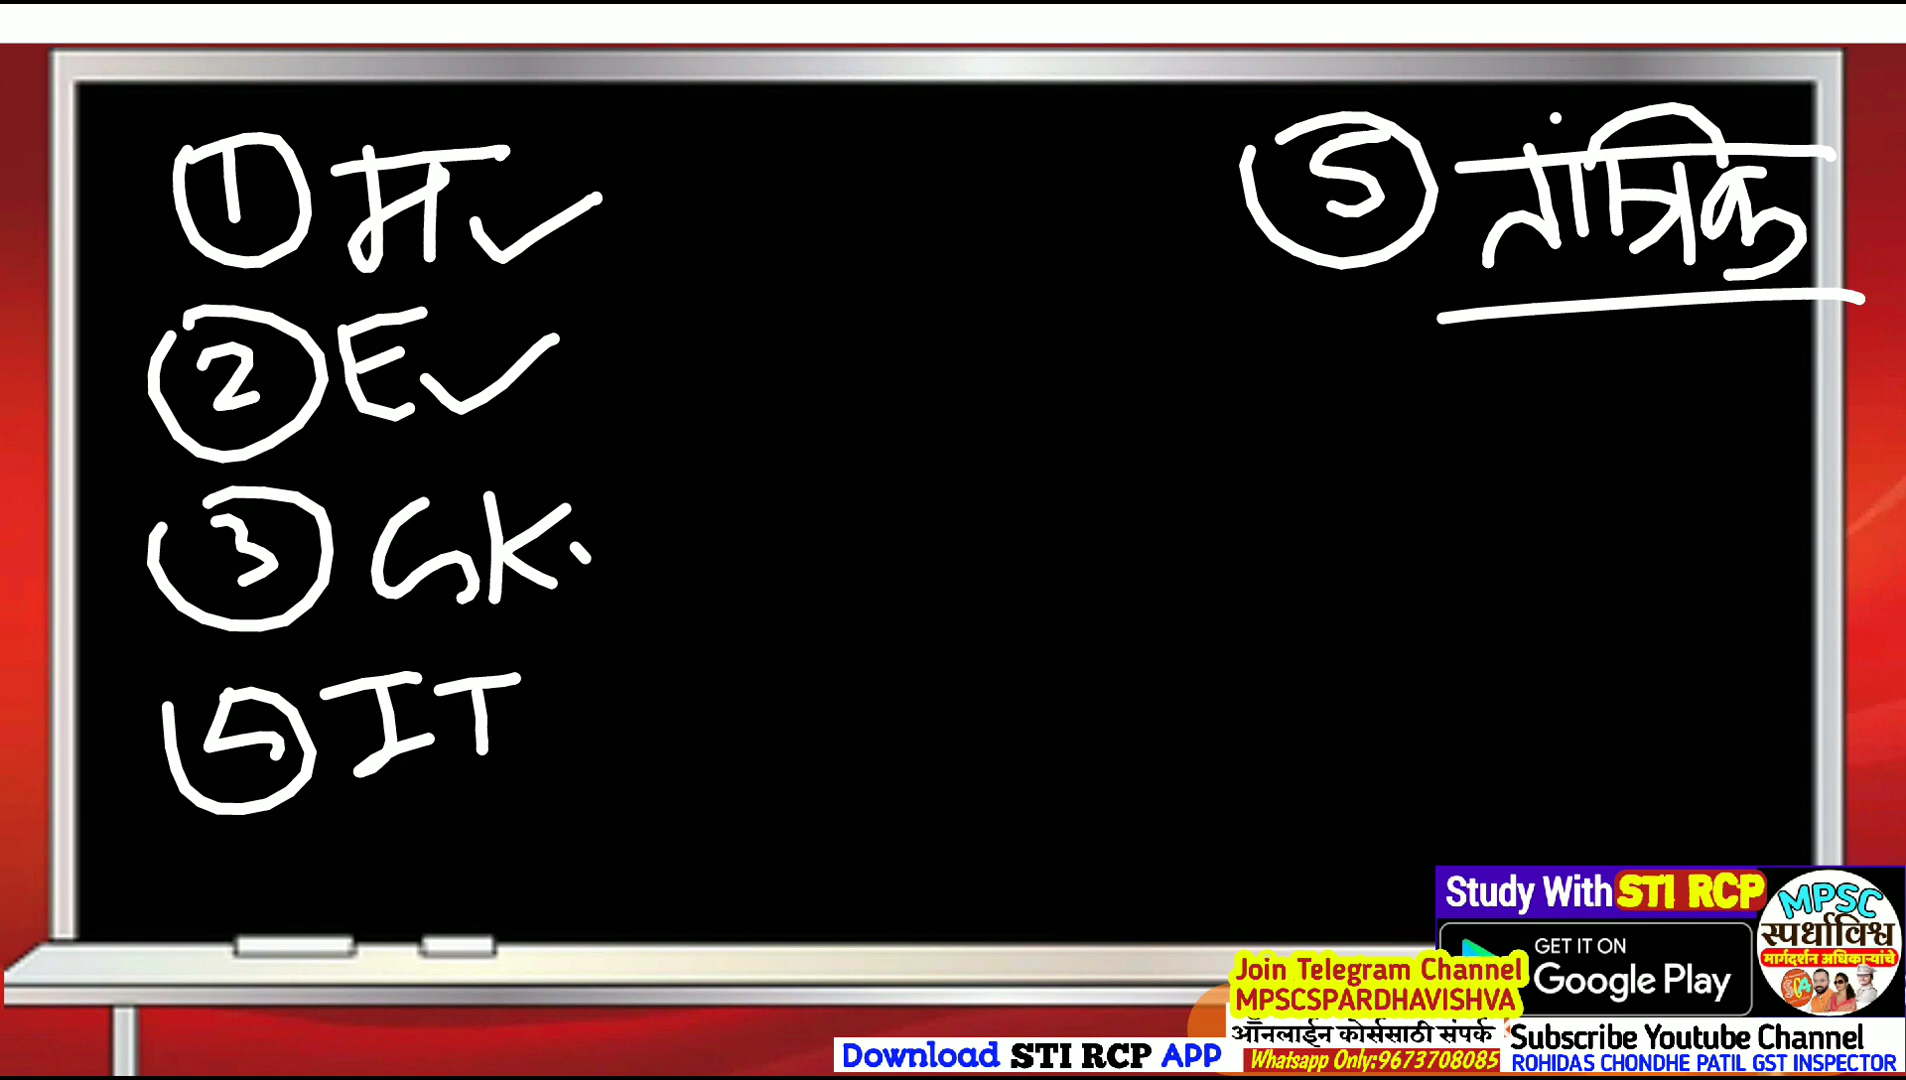 1 म ✓
2 E ✓
3 GK.
4 IT
5 तांत्रिक
Study With STI RCP
GET IT ON
Google Play
MPSC
स्पर्धाविश्व
मार्गदर्शन अधिकाऱ्यांचे
Join Telegram Channel
MPSCSPARDHAVISHVA
ऑनलाईन कोर्ससाठी संपर्क
Whatsapp Only:9673708085
Download STI RCP APP
Subscribe Youtube Channel
ROHIDAS CHONDHE PATIL GST INSPECTOR